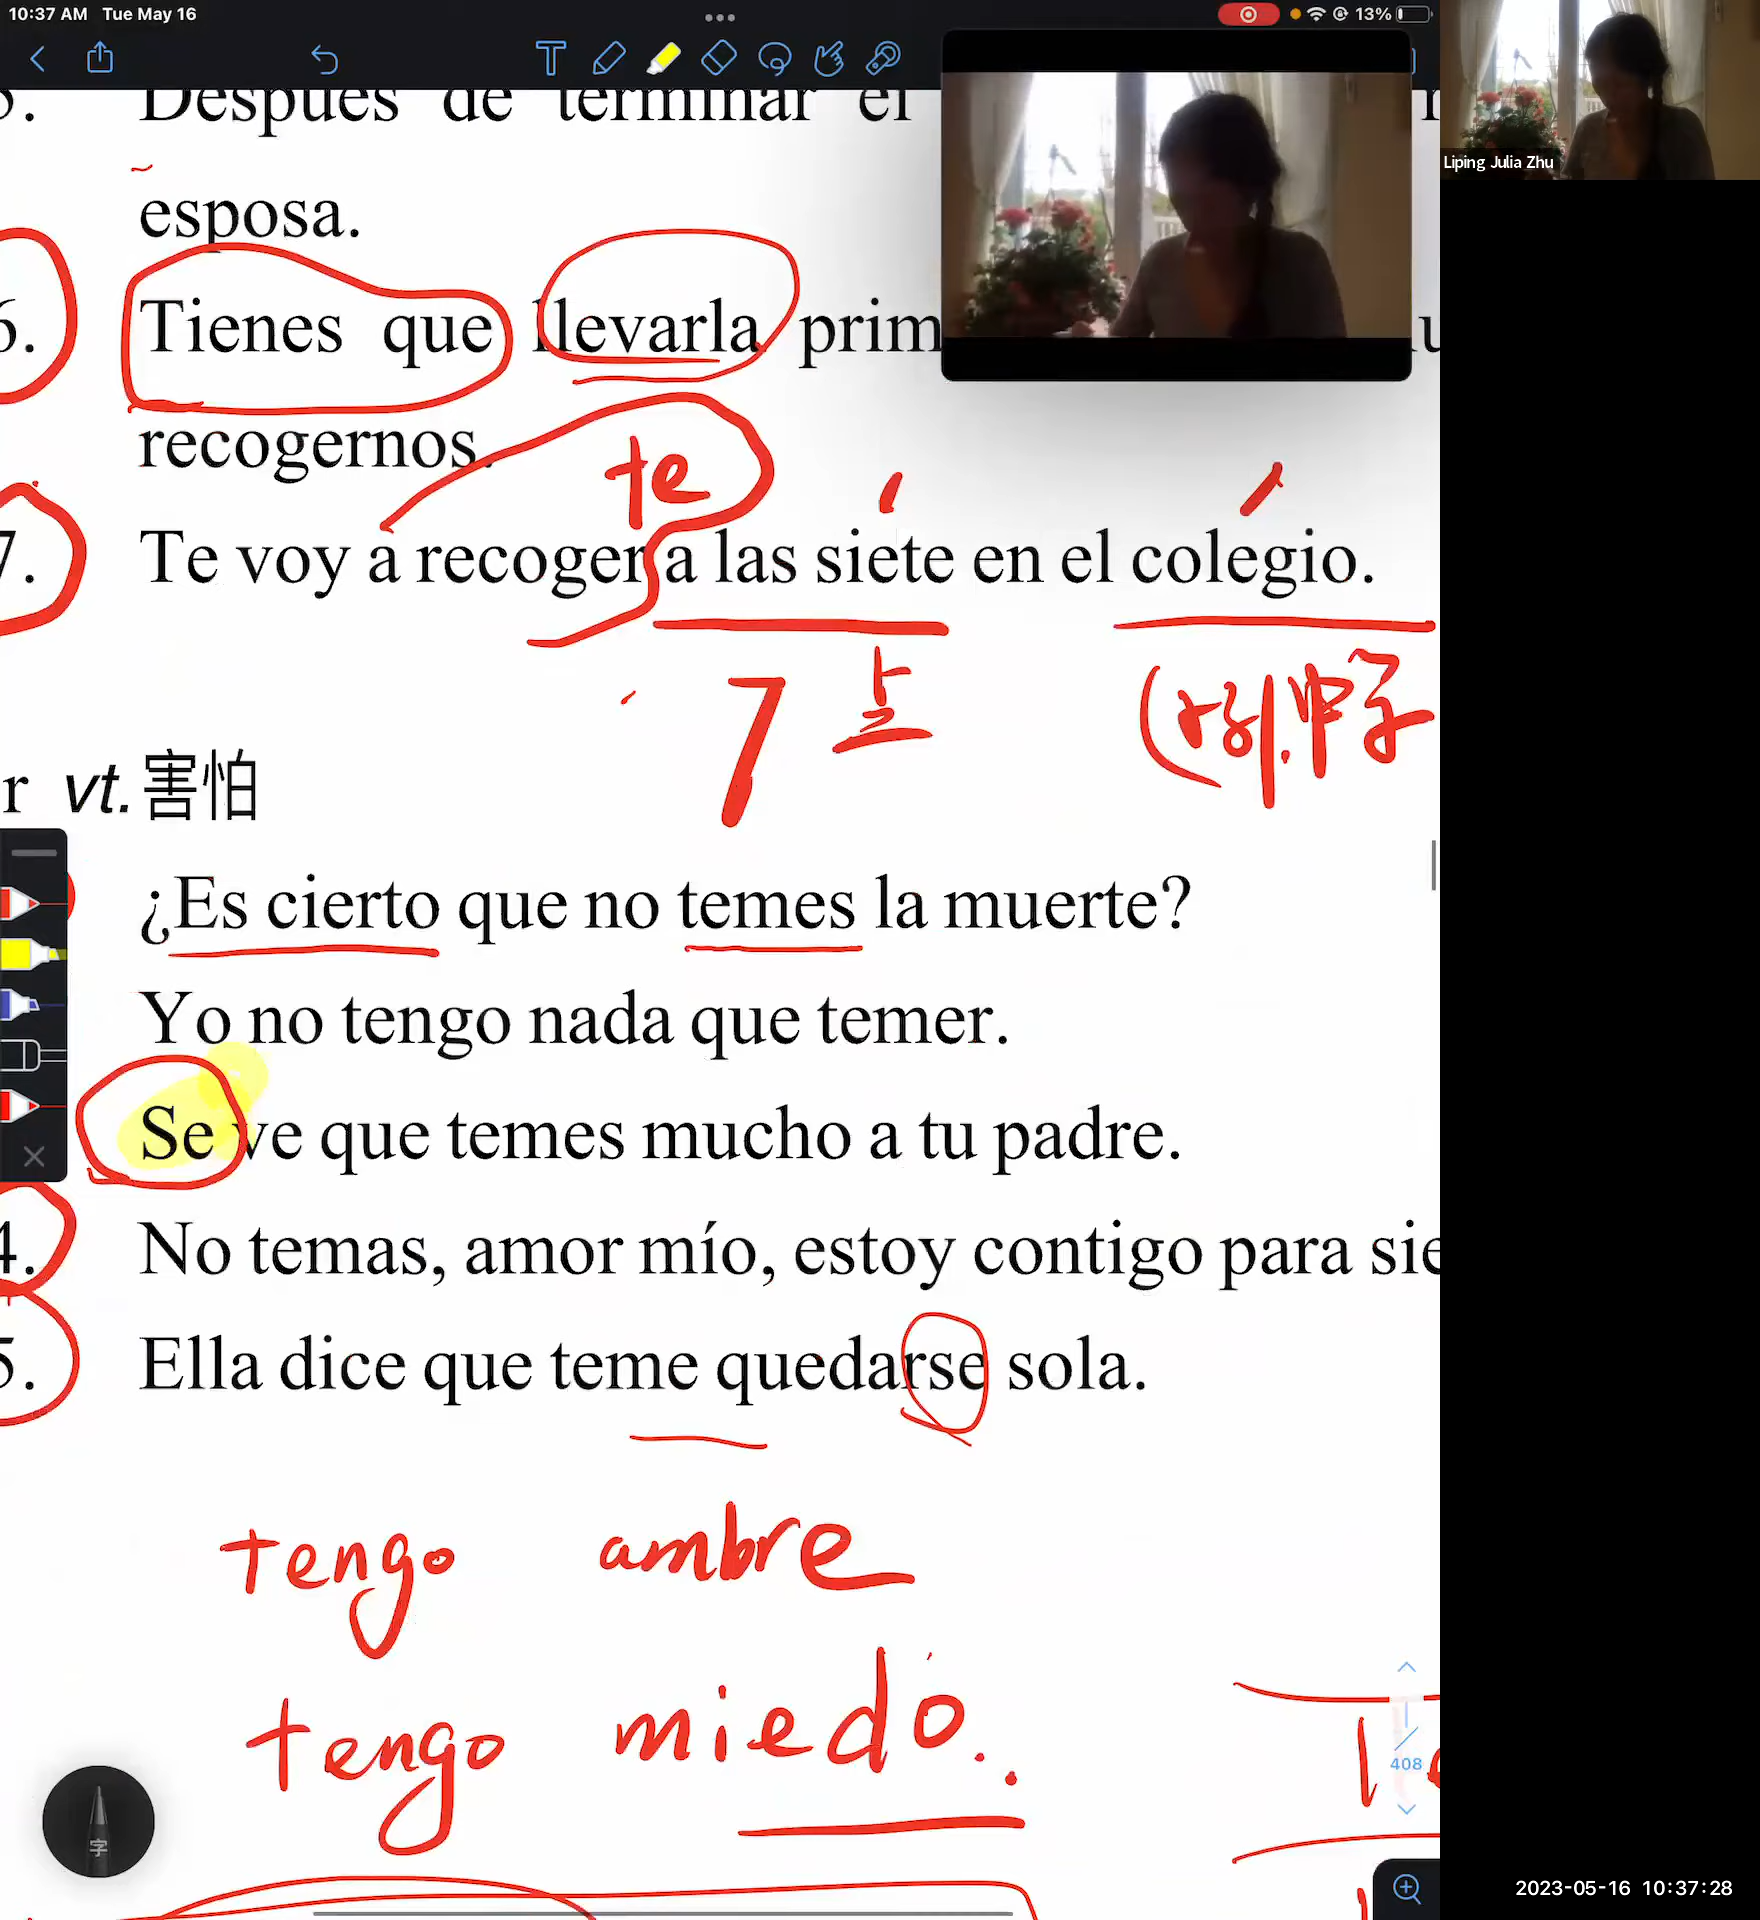 10:37 AM Tue May 16
13%
Liping Julia Zhu
Después de terminar el
esposa.
6. Tienes que llevarla prim
recogernos.
te
7. Te voy a recoger a las siete en el colegio.
7 点
r vt. 害怕
¿Es cierto que no temes la muerte?
Yo no tengo nada que temer.
Se ve que temes mucho a tu padre.
4. No temas, amor mío, estoy contigo para sie
5. Ella dice que teme quedarse sola.
tengo ambre
tengo miedo.
408
字
2023-05-16 10:37:28